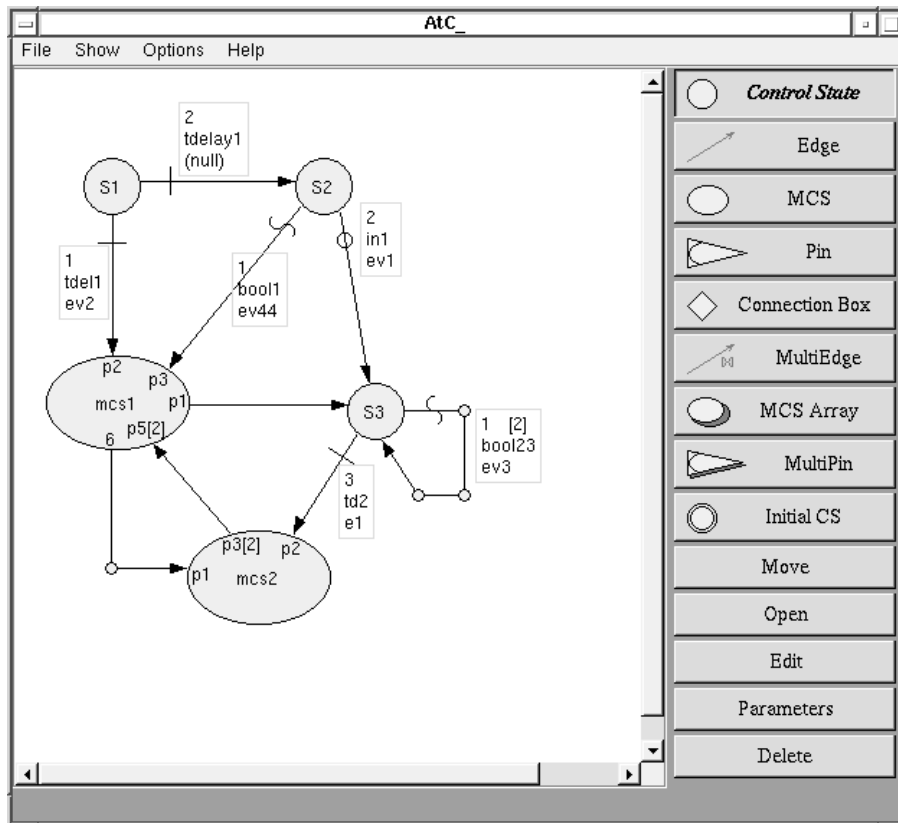 AtC_
File Show Options Help
2
tdelay1
(null)
S1
S2
1
tdel1
ev2
1
bool1
ev44
2
in1
ev1
p2
p3
mcs1
p1
p5[2]
6
S3
1 [2]
bool23
ev3
3
td2
e1
p3[2]
p2
p1
mcs2
Control State
Edge
MCS
Pin
Connection Box
MultiEdge
MCS Array
MultiPin
Initial CS
Move
Open
Edit
Parameters
Delete